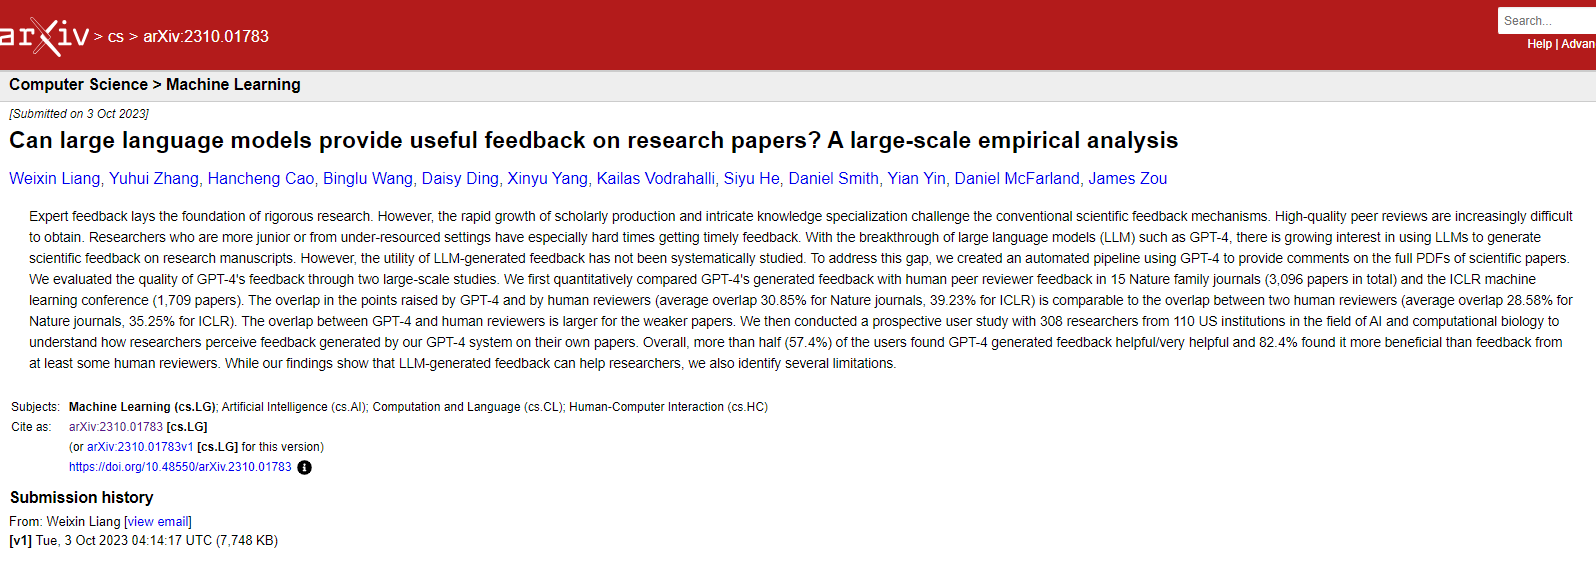 arXiv > cs > arXiv:2310.01783
Search...
Help | Advan
Computer Science > Machine Learning
[Submitted on 3 Oct 2023]
Can large language models provide useful feedback on research papers? A large-scale empirical analysis
Weixin Liang, Yuhui Zhang, Hancheng Cao, Binglu Wang, Daisy Ding, Xinyu Yang, Kailas Vodrahalli, Siyu He, Daniel Smith, Yian Yin, Daniel McFarland, James Zou
Expert feedback lays the foundation of rigorous research. However, the rapid growth of scholarly production and intricate knowledge specialization challenge the conventional scientific feedback mechanisms. High-quality peer reviews are increasingly difficult
to obtain. Researchers who are more junior or from under-resourced settings have especially hard times getting timely feedback. With the breakthrough of large language models (LLM) such as GPT-4, there is growing interest in using LLMs to generate
scientific feedback on research manuscripts. However, the utility of LLM-generated feedback has not been systematically studied. To address this gap, we created an automated pipeline using GPT-4 to provide comments on the full PDFs of scientific papers.
We evaluated the quality of GPT-4's feedback through two large-scale studies. We first quantitatively compared GPT-4's generated feedback with human peer reviewer feedback in 15 Nature family journals (3,096 papers in total) and the ICLR machine
learning conference (1,709 papers). The overlap in the points raised by GPT-4 and by human reviewers (average overlap 30.85% for Nature journals, 39.23% for ICLR) is comparable to the overlap between two human reviewers (average overlap 28.58% for
Nature journals, 35.25% for ICLR). The overlap between GPT-4 and human reviewers is larger for the weaker papers. We then conducted a prospective user study with 308 researchers from 110 US institutions in the field of AI and computational biology to
understand how researchers perceive feedback generated by our GPT-4 system on their own papers. Overall, more than half (57.4%) of the users found GPT-4 generated feedback helpful/very helpful and 82.4% found it more beneficial than feedback from
at least some human reviewers. While our findings show that LLM-generated feedback can help researchers, we also identify several limitations.
Subjects: Machine Learning (cs.LG); Artificial Intelligence (cs.AI); Computation and Language (cs.CL); Human-Computer Interaction (cs.HC)
Cite as: arXiv:2310.01783 [cs.LG]
(or arXiv:2310.01783v1 [cs.LG] for this version)
https://doi.org/10.48550/arXiv.2310.01783
Submission history
From: Weixin Liang [view email]
[v1] Tue, 3 Oct 2023 04:14:17 UTC (7,748 KB)